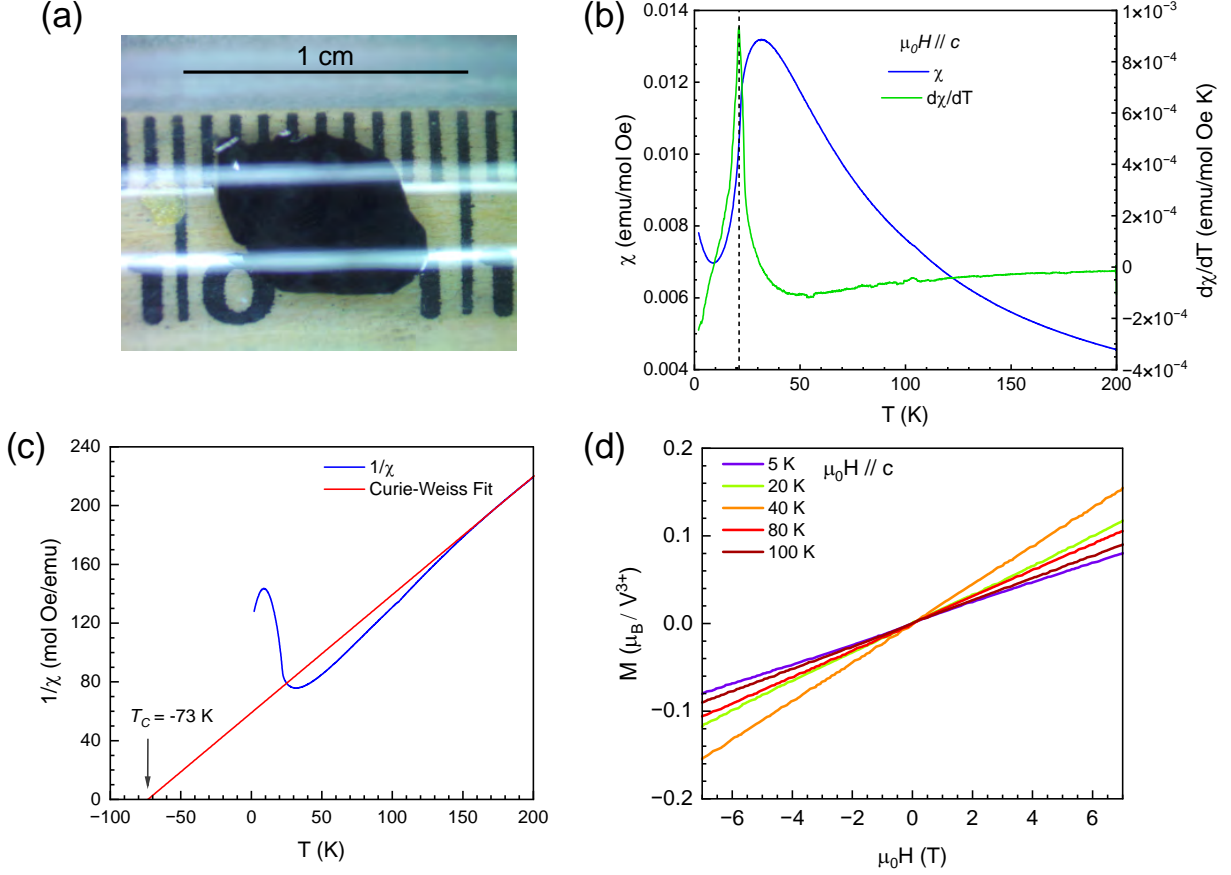 (a)
1 cm
(b)
0.014
0.012
0.010
0.008
0.006
0.004
χ (emu/mol Oe)
μ₀H // c
χ
dχ/dT
1×10⁻³
8×10⁻⁴
6×10⁻⁴
4×10⁻⁴
2×10⁻⁴
0
−2×10⁻⁴
−4×10⁻⁴
dχ/dT (emu/mol Oe K)
0 50 100 150 200
T (K)
(c)
240
200
160
120
80
40
0
1/χ (mol Oe/emu)
1/χ
Curie-Weiss Fit
T_C = -73 K
−100 −50 0 50 100 150 200
T (K)
(d)
0.2
0.1
0.0
−0.1
−0.2
M (μ_B / V³⁺)
5 K
20 K
40 K
80 K
100 K
μ₀H // c
−6 −4 −2 0 2 4 6
μ₀H (T)